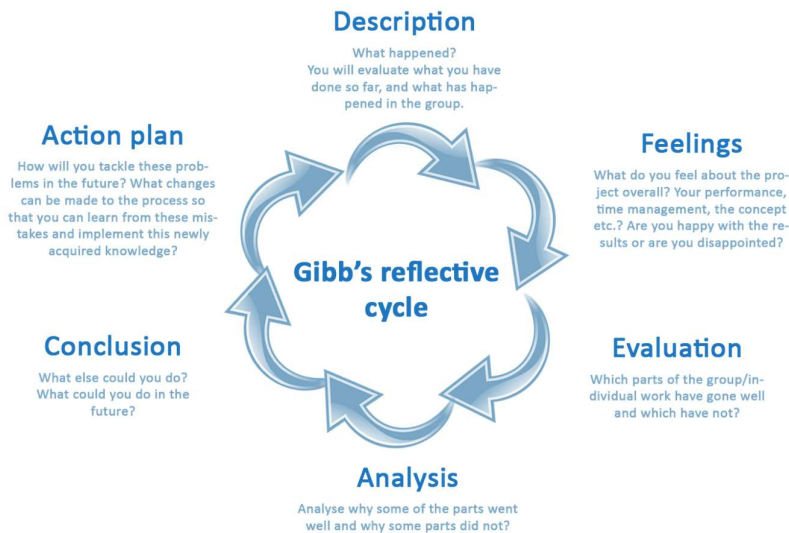 Description
What happened?
You will evaluate what you have
done so far, and what has hap-
pened in the group.
Feelings
What do you feel about the pro-
ject overall? Your performance,
time management, the concept
etc.? Are you happy with the re-
sults or are you disappointed?
Evaluation
Which parts of the group/in-
dividual work have gone well
and which have not?
Analysis
Analyse why some of the parts went
well and why some parts did not?
Conclusion
What else could you do?
What could you do in the
future?
Action plan
How will you tackle these prob-
lems in the future? What changes
can be made to the process so
that you can learn from these mis-
takes and implement this newly
acquired knowledge?
Gibb's reflective
cycle